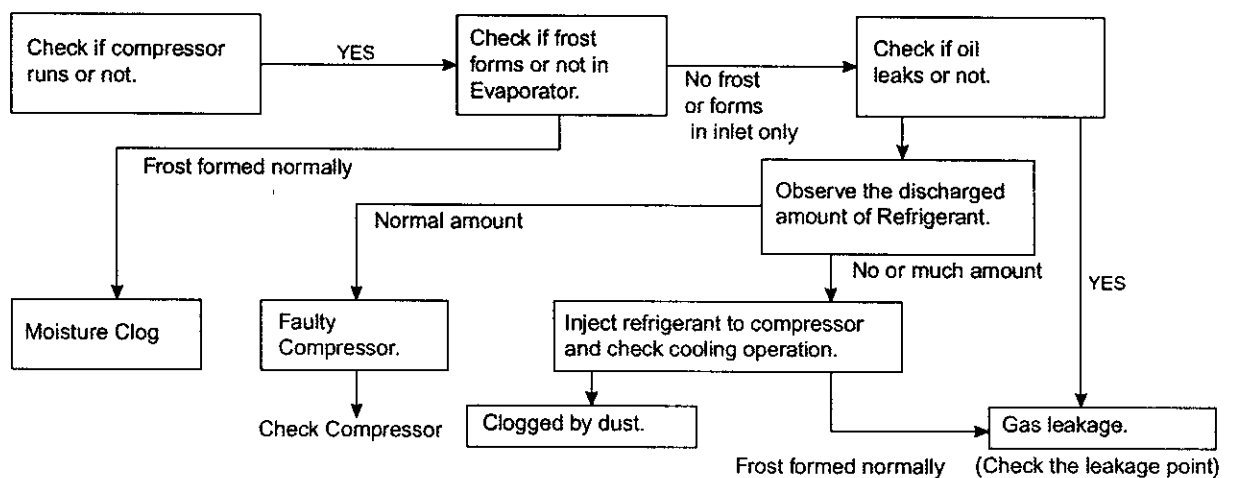 Check if compressor
runs or not.
YES
Check if frost
forms or not in
Evaporator.
No frost
or forms
in inlet only
Check if oil
leaks or not.
Frost formed normally
Observe the discharged
amount of Refrigerant.
Normal amount
No or much amount
YES
Moisture Clog
Faulty
Compressor.
Inject refrigerant to compressor
and check cooling operation.
Check Compressor
Clogged by dust.
Gas leakage.
Frost formed normally
(Check the leakage point)